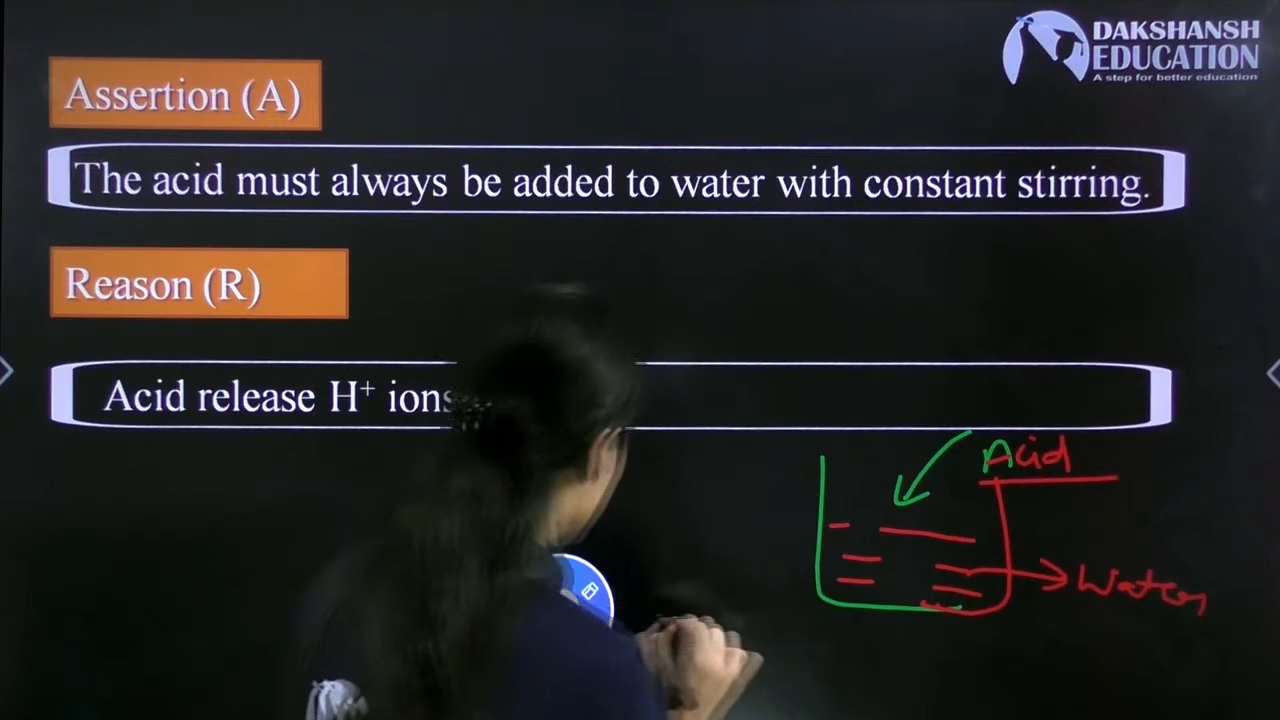 DAKSHANSH
EDUCATION
A step for better education
Assertion (A)
The acid must always be added to water with constant stirring.
Reason (R)
Acid release H⁺ ions
Acid
Water